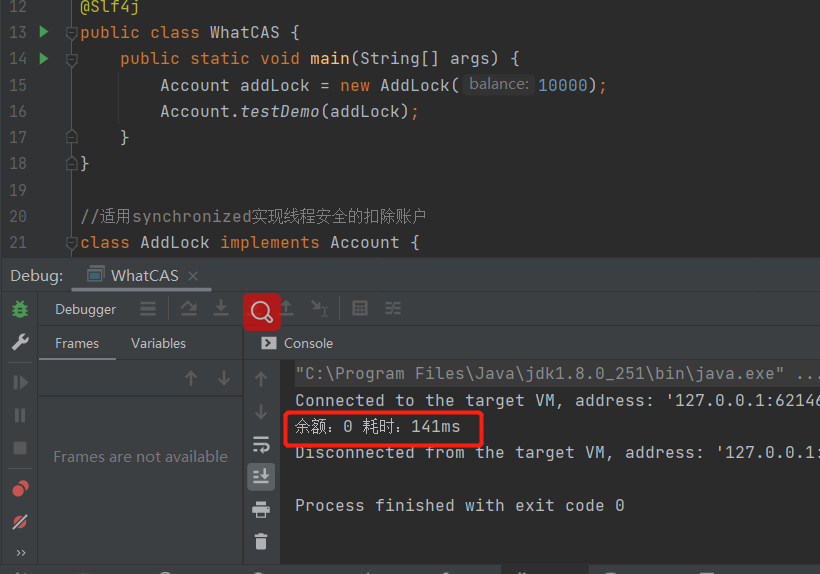 12 @Slf4j
13 public class WhatCAS {
14 public static void main(String[] args) {
15 Account addLock = new AddLock( balance: 10000);
16 Account.testDemo(addLock);
17 }
18 }
19
20 //适用synchronized实现线程安全的扣除账户
21 class AddLock implements Account {
Debug: WhatCAS
Debugger
Frames Variables
Console
"C:\Program Files\Java\jdk1.8.0_251\bin\java.exe" ...
Connected to the target VM, address: '127.0.0.1:62146
余额：0 耗时：141ms
Disconnected from the target VM, address: '127.0.0.1:
Frames are not available
Process finished with exit code 0